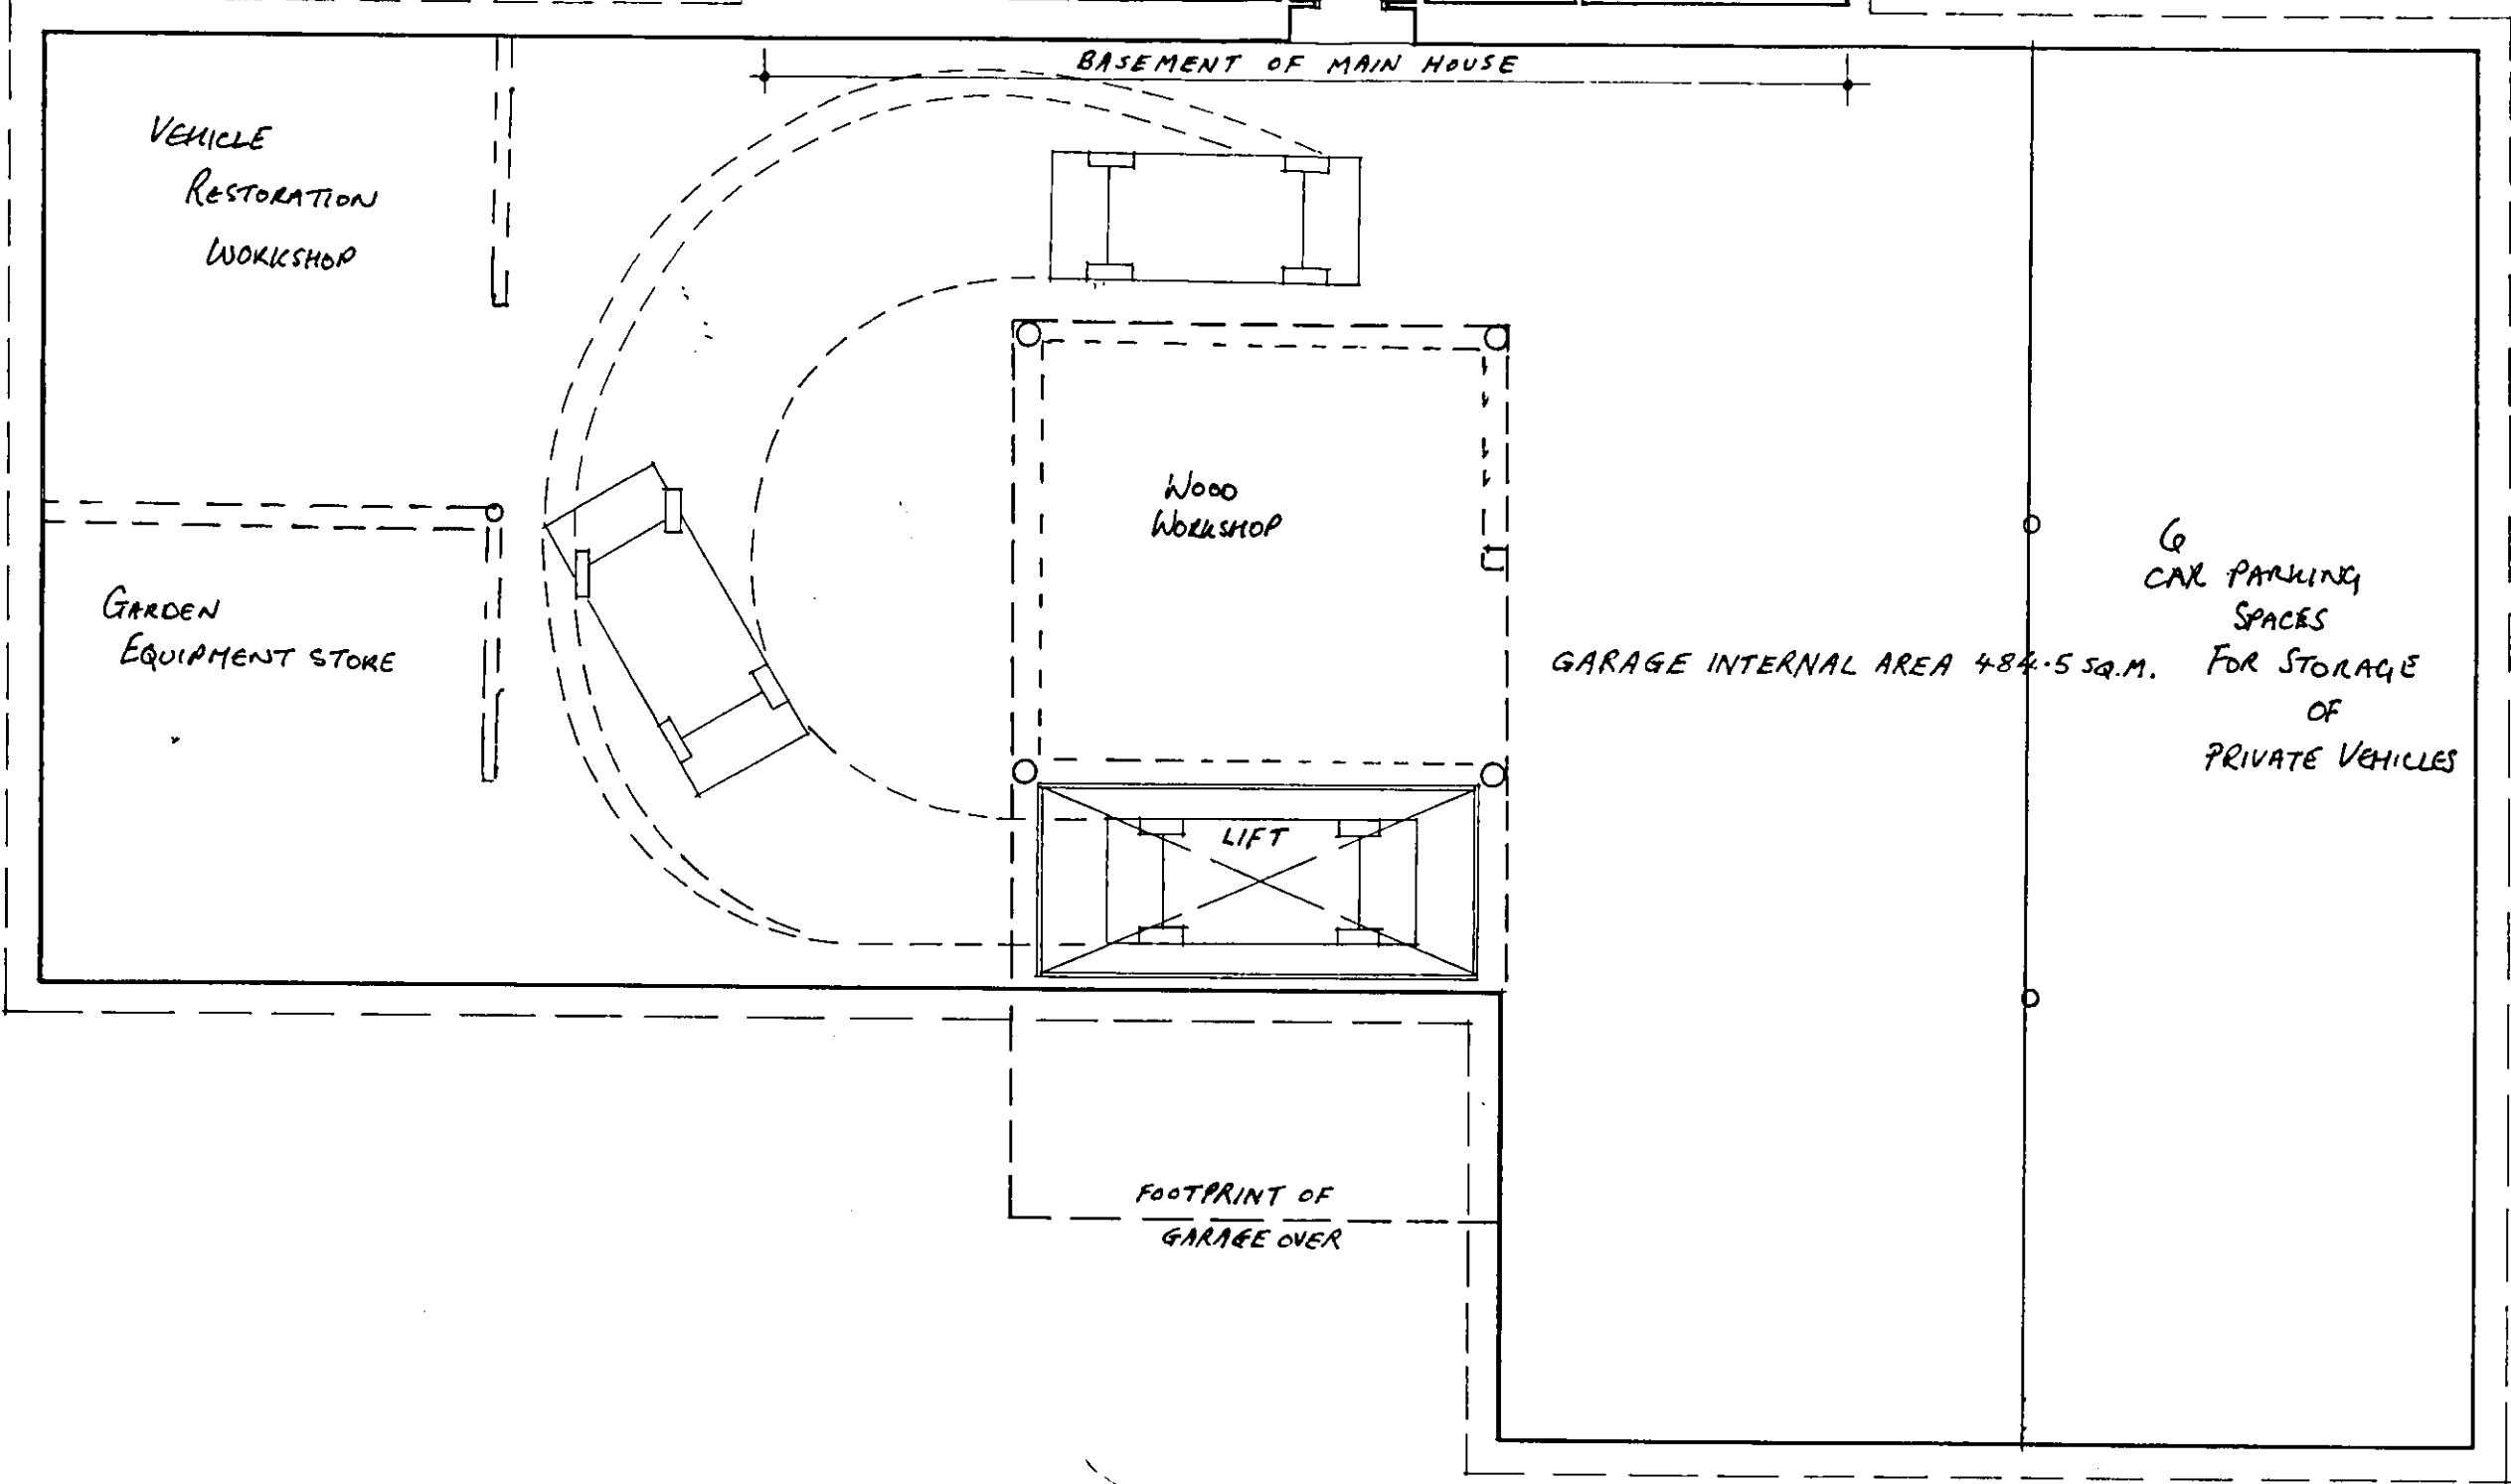 BASEMENT OF MAIN HOUSE
VEHICLE
RESTORATION
WORKSHOP
WOOD
WORKSHOP
GARDEN
EQUIPMENT STORE
GARAGE INTERNAL AREA 484.5 SQ.M.
6
CAR PARKING
SPACES
FOR STORAGE
OF
PRIVATE VEHICLES
LIFT
FOOTPRINT OF
GARAGE OVER